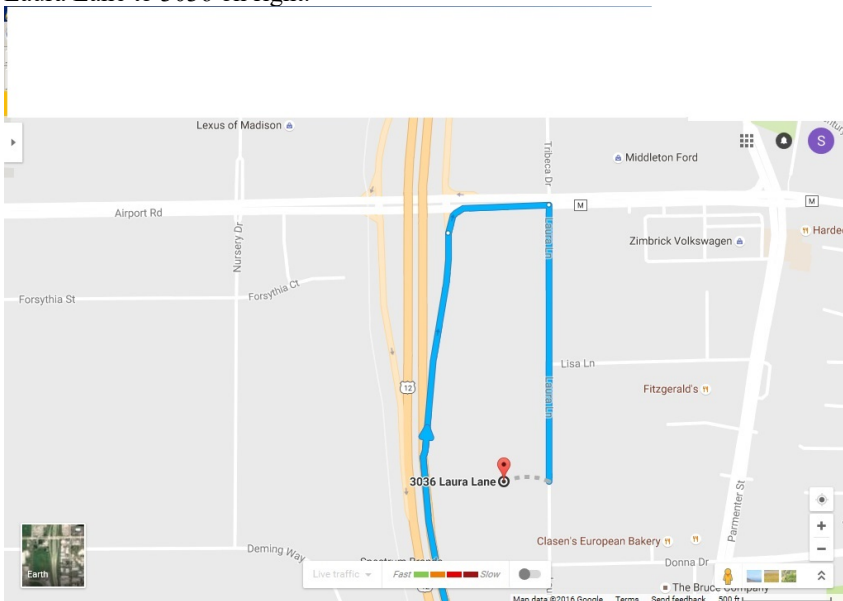 Laura Lane to 3036 on right.
Lexus of Madison
Tribeca Dr
Middleton Ford
S
Airport Rd
M
M
Nursery Dr
Laura Ln
Zimbrick Volkswagen
Forsythia Ct
Forsythia St
Lisa Ln
12
Laura Ln
Fitzgerald's
3036 Laura Lane
Parmenter St
Clasen's European Bakery
Deming Way
Donna Dr
Earth
Live traffic
Fast
Slow
The Bruce Company
Map data ©2016 Google Terms Send feedback 500 ft